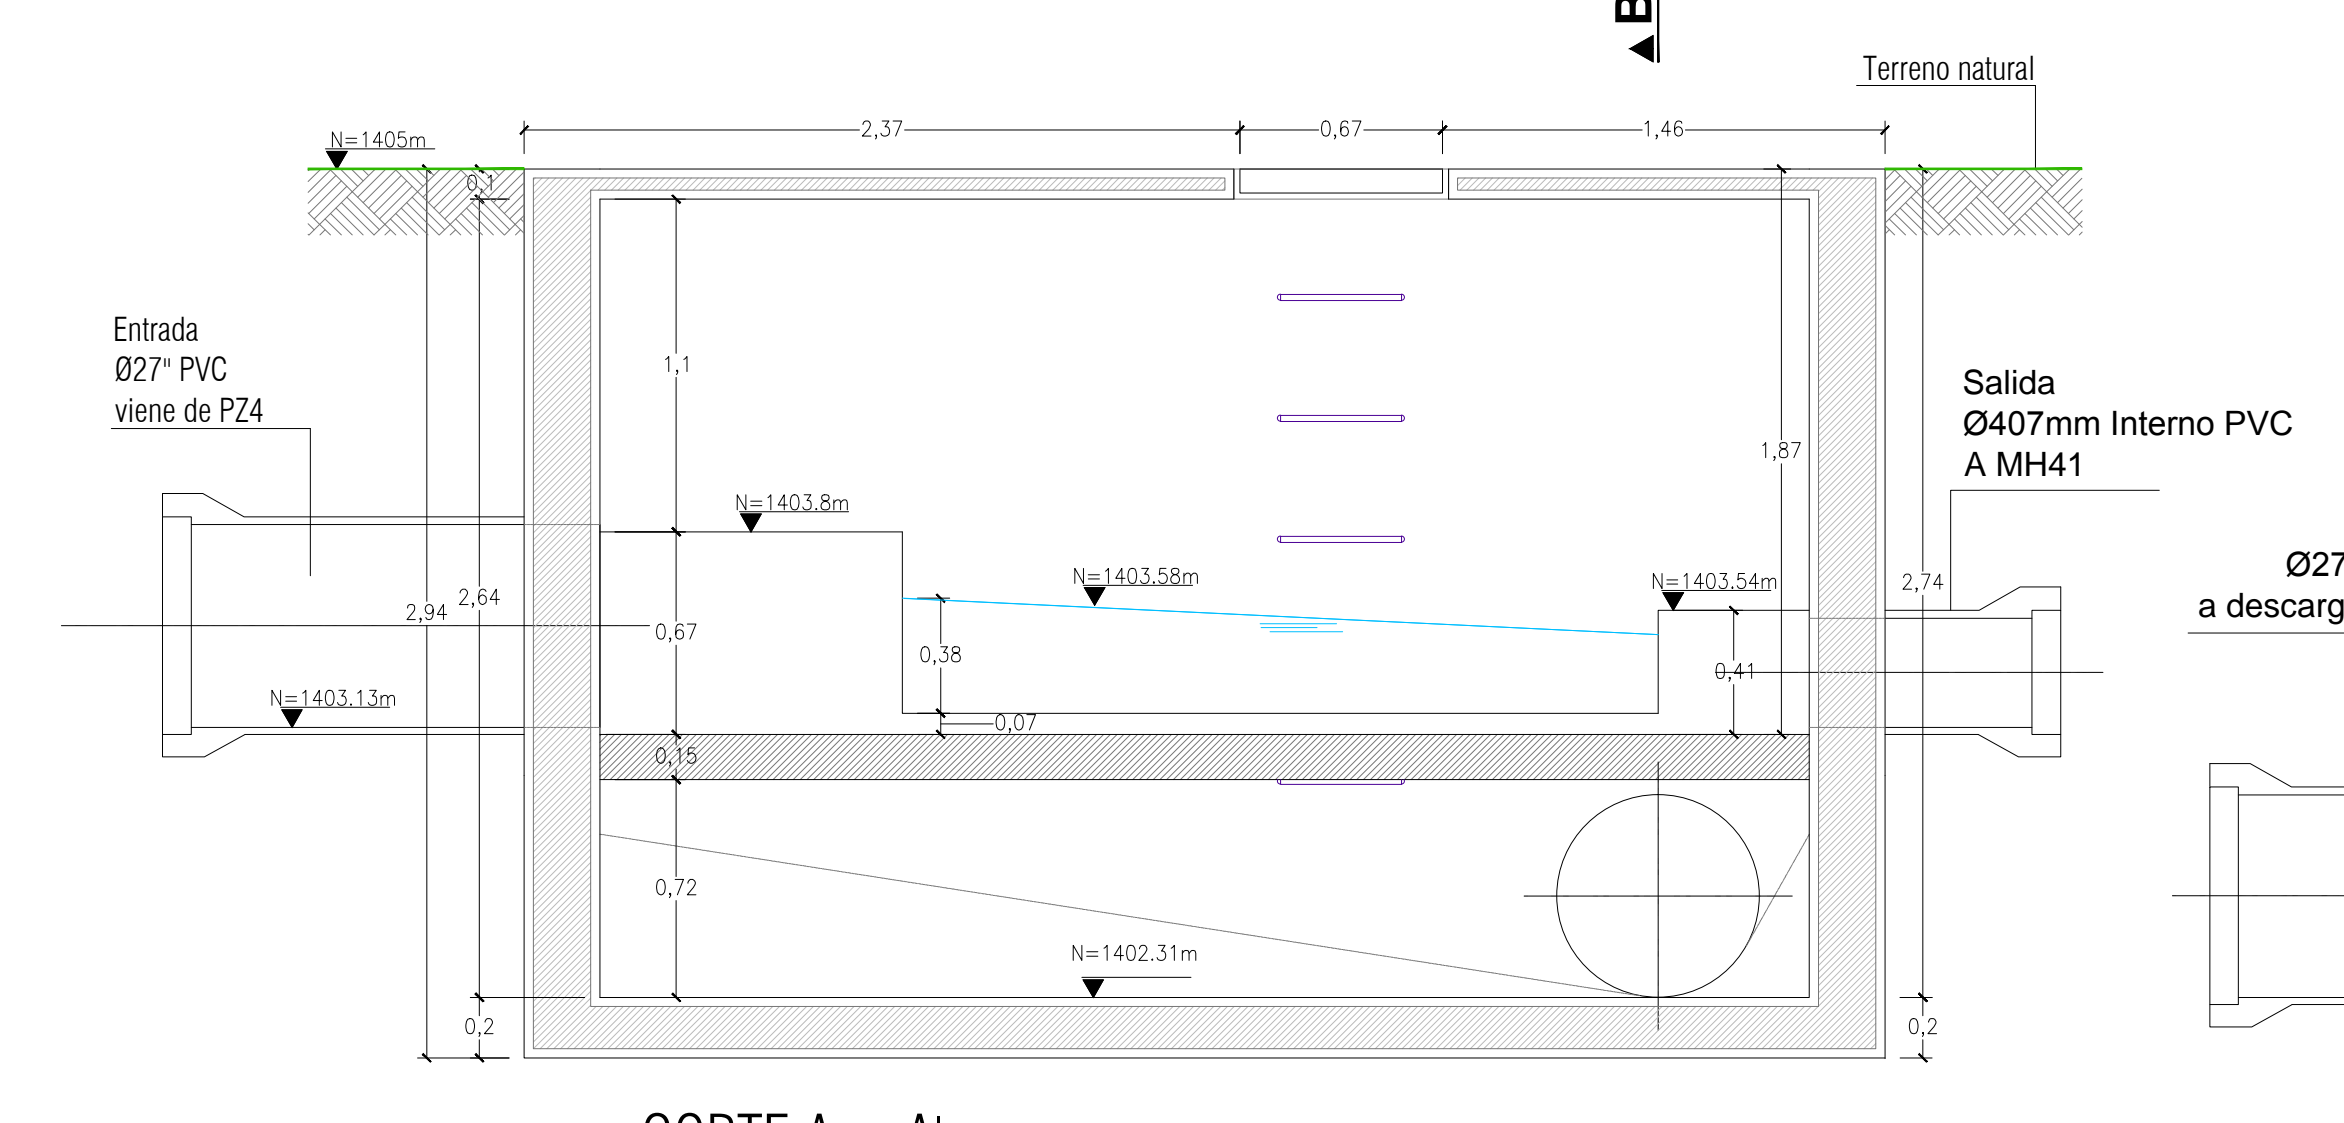 B
Terreno natural
N=1405m
2,37
0,67
1,46
0,1
Entrada
Ø27" PVC
viene de PZ4
1,1
Salida
Ø407mm Interno PVC
A MH41
1,87
N=1403.8m
N=1403.58m
N=1403.54m
Ø27
a descarg
2,94
2,64
2,74
0,67
0,38
0,41
N=1403.13m
0,07
0,15
0,72
N=1402.31m
0,2
0,2